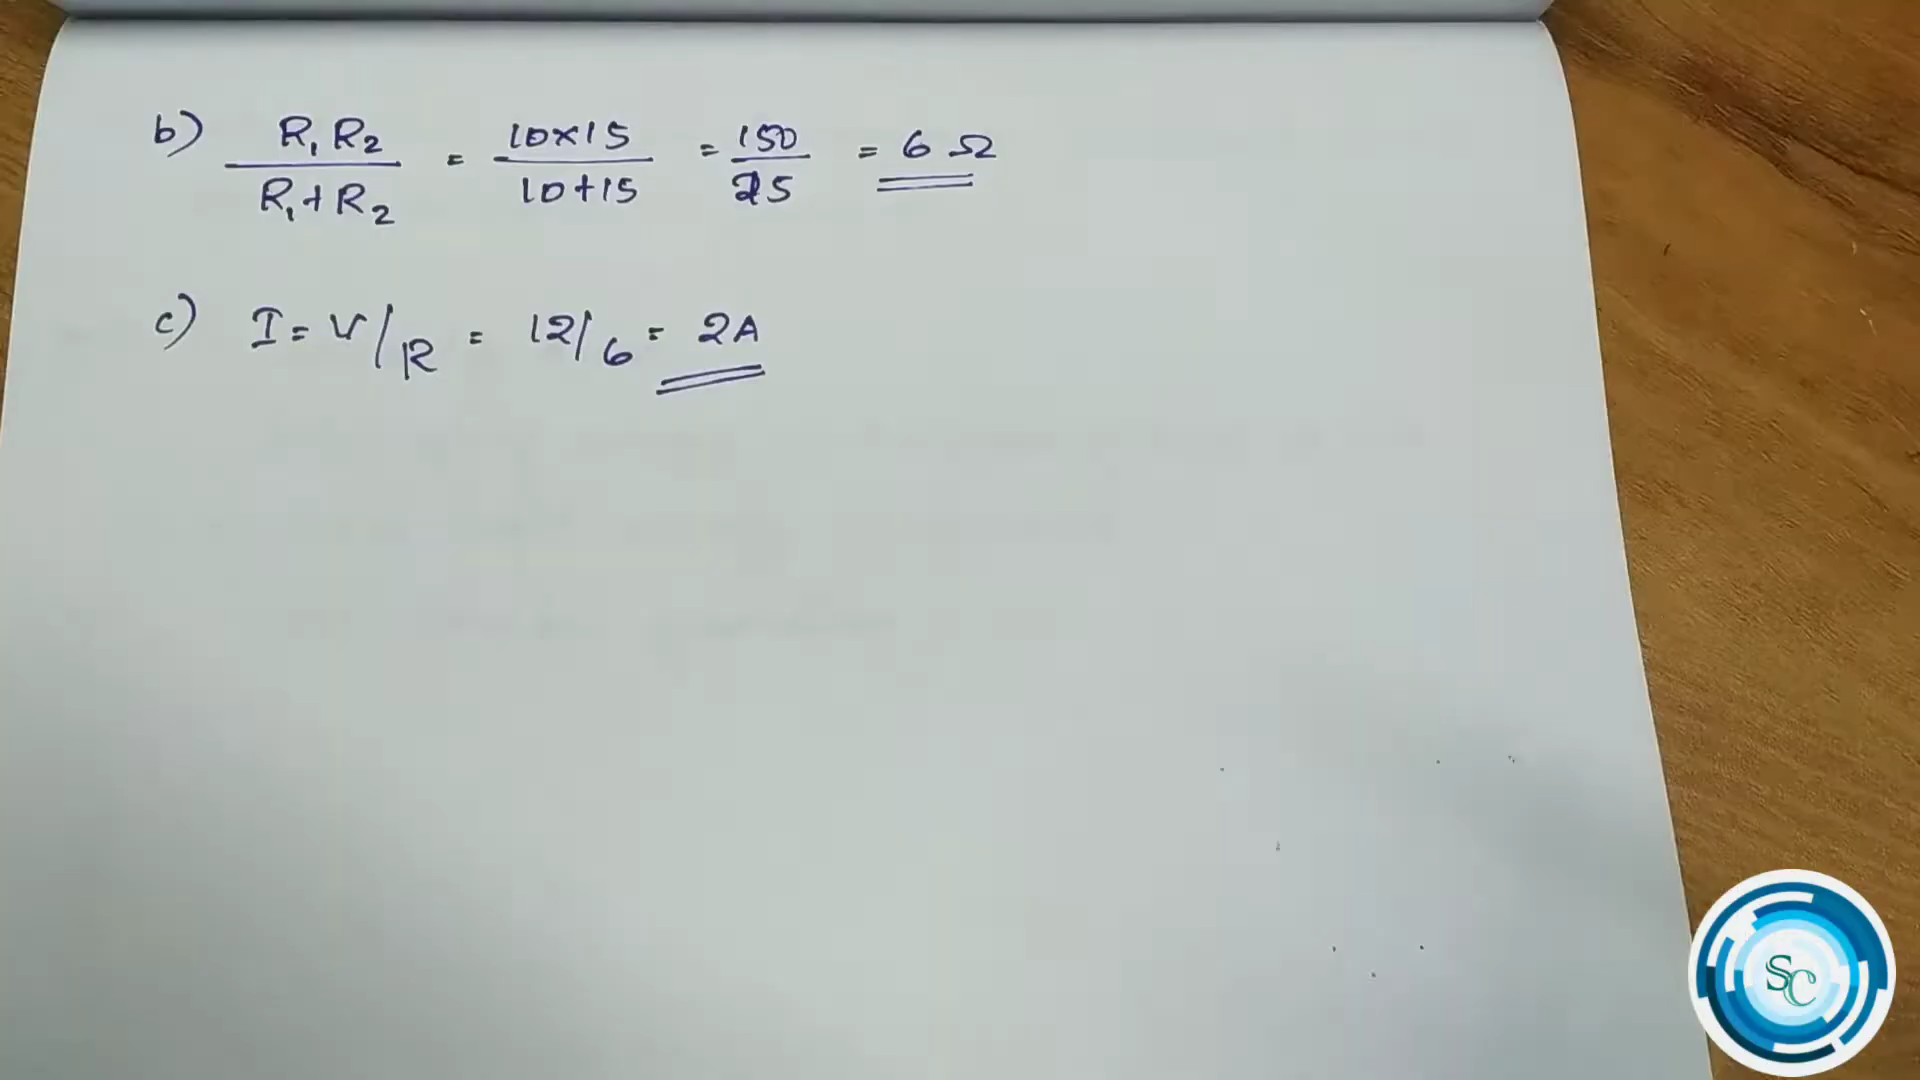 b) R₁R₂ / R₁+R₂ = 10×15 / 10+15 = 150 / 25 = 6 Ω
c) I = V/R = 12/6 = 2A
SC